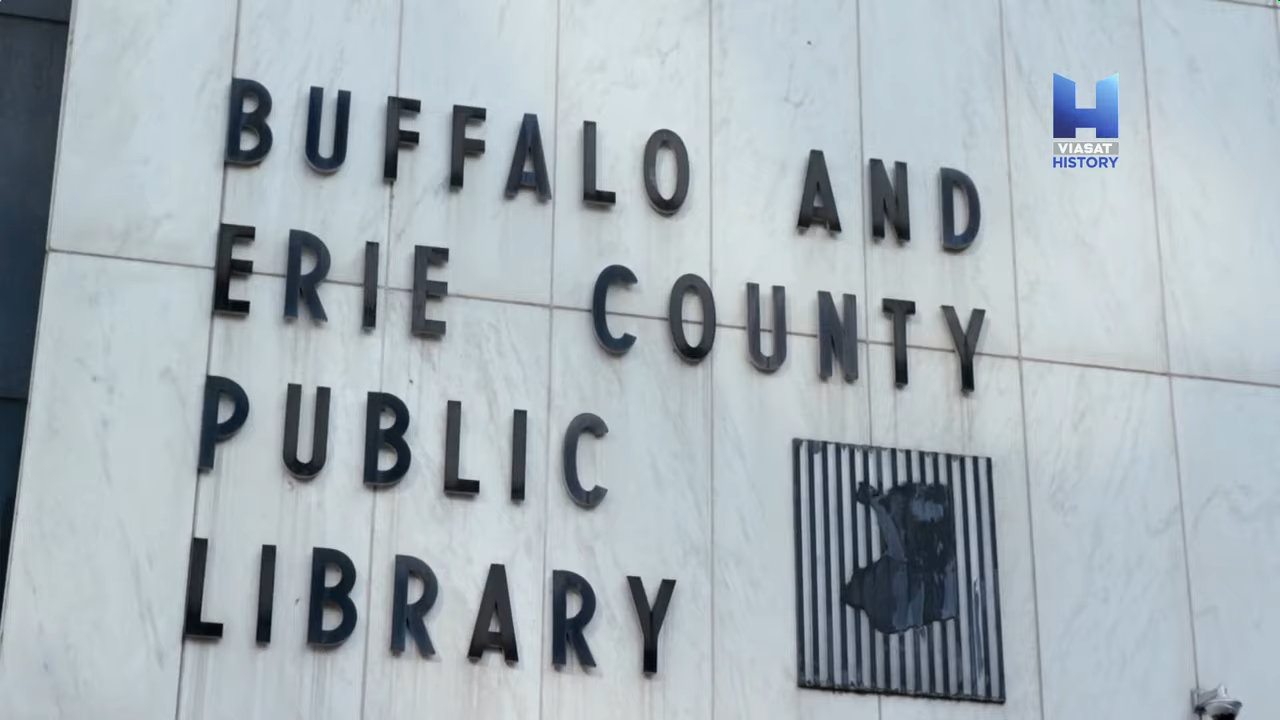 BUFFALO AND
ERIE COUNTY
PUBLIC
LIBRARY
VIASAT
HISTORY